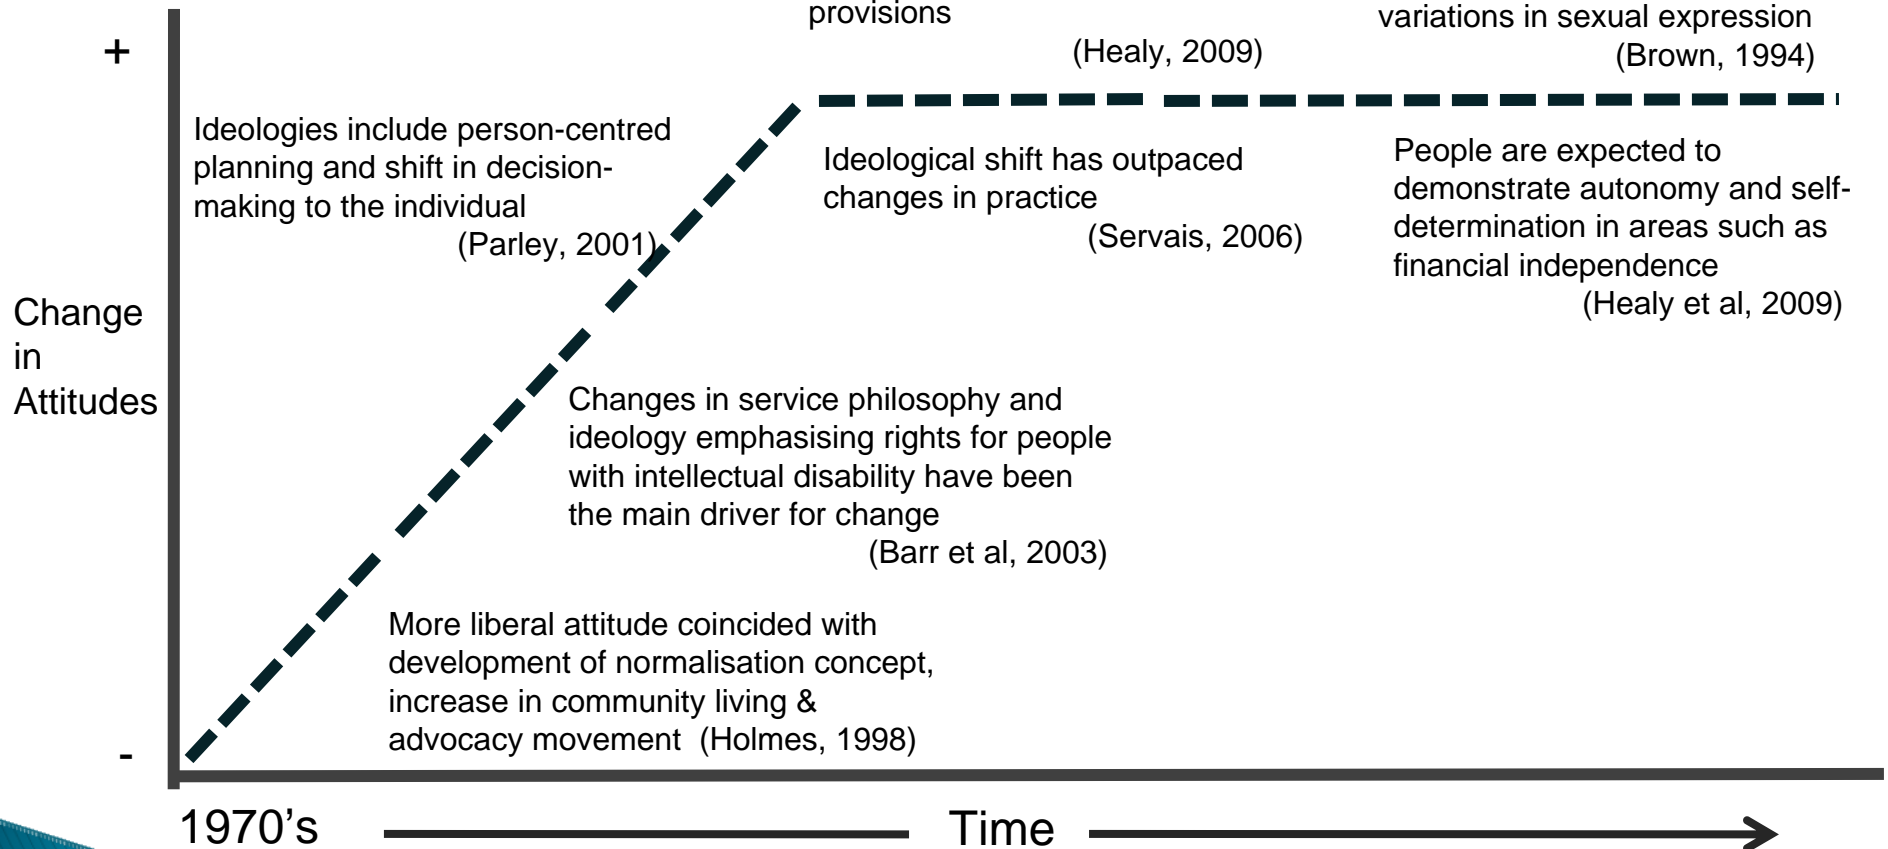 provisions
(Healy, 2009)
variations in sexual expression
(Brown, 1994)
+
Ideologies include person-centred
planning and shift in decision-
making to the individual
(Parley, 2001)
Ideological shift has outpaced
changes in practice
(Servais, 2006)
People are expected to
demonstrate autonomy and self-
determination in areas such as
financial independence
(Healy et al, 2009)
Change
in
Attitudes
Changes in service philosophy and
ideology emphasising rights for people
with intellectual disability have been
the main driver for change
(Barr et al, 2003)
More liberal attitude coincided with
development of normalisation concept,
increase in community living &
advocacy movement (Holmes, 1998)
-
1970’s
Time